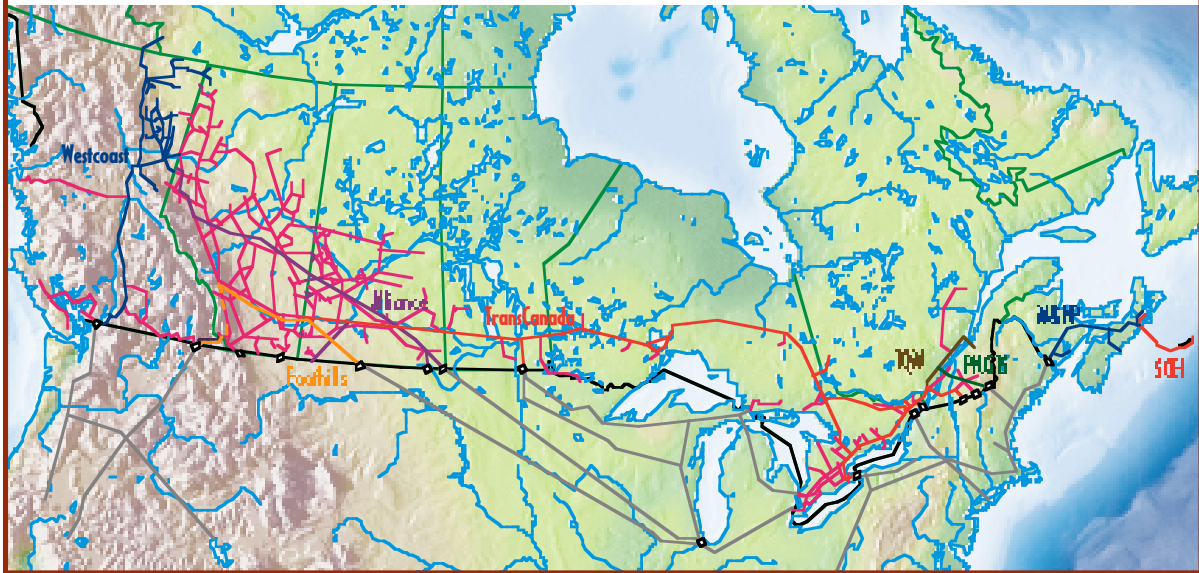 Westcoast
Alliance
TransCanada
Foothills
TQM
PNGTS
M&NP
SOEI